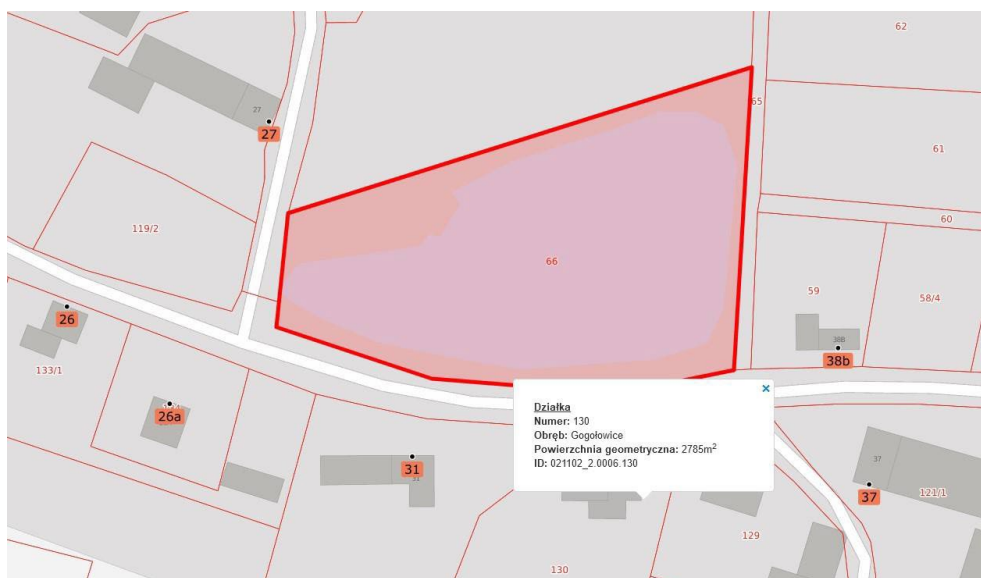 62
65
61
27
27
119/2
60
66
59
58/4
26
38B
38b
133/1
×
Działka
Numer: 130
Obręb: Gogołowice
Powierzchnia geometryczna: 2785m²
ID: 021102_2.0006.130
26a
31
31
37
37
121/1
129
130